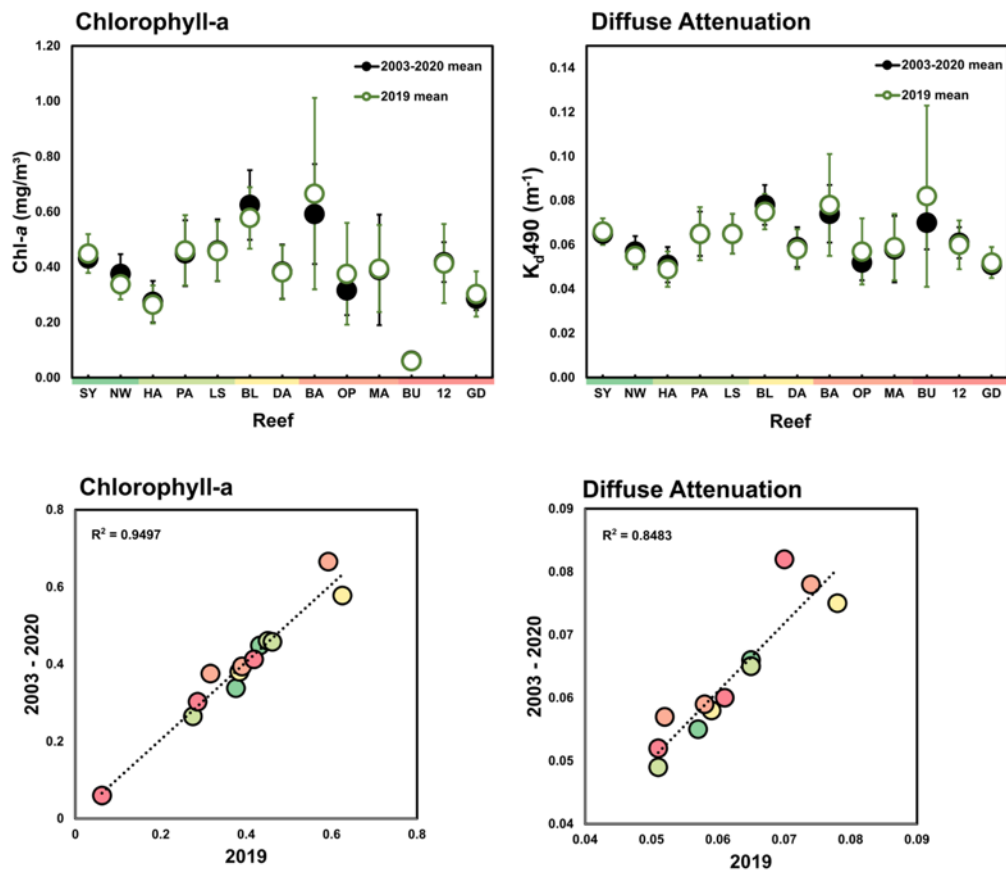 Chlorophyll-a
1.20
1.00
0.80
0.60
0.40
0.20
0.00
Chl-a (mg/m³)
2003-2020 mean
2019 mean
SY NW HA PA LS BL DA BA OP MA BU 12 GD
Reef
Diffuse Attenuation
0.14
0.12
0.10
0.08
0.06
0.04
0.02
0.00
Kd490 (m⁻¹)
2003-2020 mean
2019 mean
SY NW HA PA LS BL DA BA OP MA BU 12 GD
Reef
Chlorophyll-a
0.8
0.6
0.4
0.2
0
2003 - 2020
R² = 0.9497
0 0.2 0.4 0.6 0.8
2019
Diffuse Attenuation
0.09
0.08
0.07
0.06
0.05
0.04
2003 - 2020
R² = 0.8483
0.04 0.05 0.06 0.07 0.08 0.09
2019